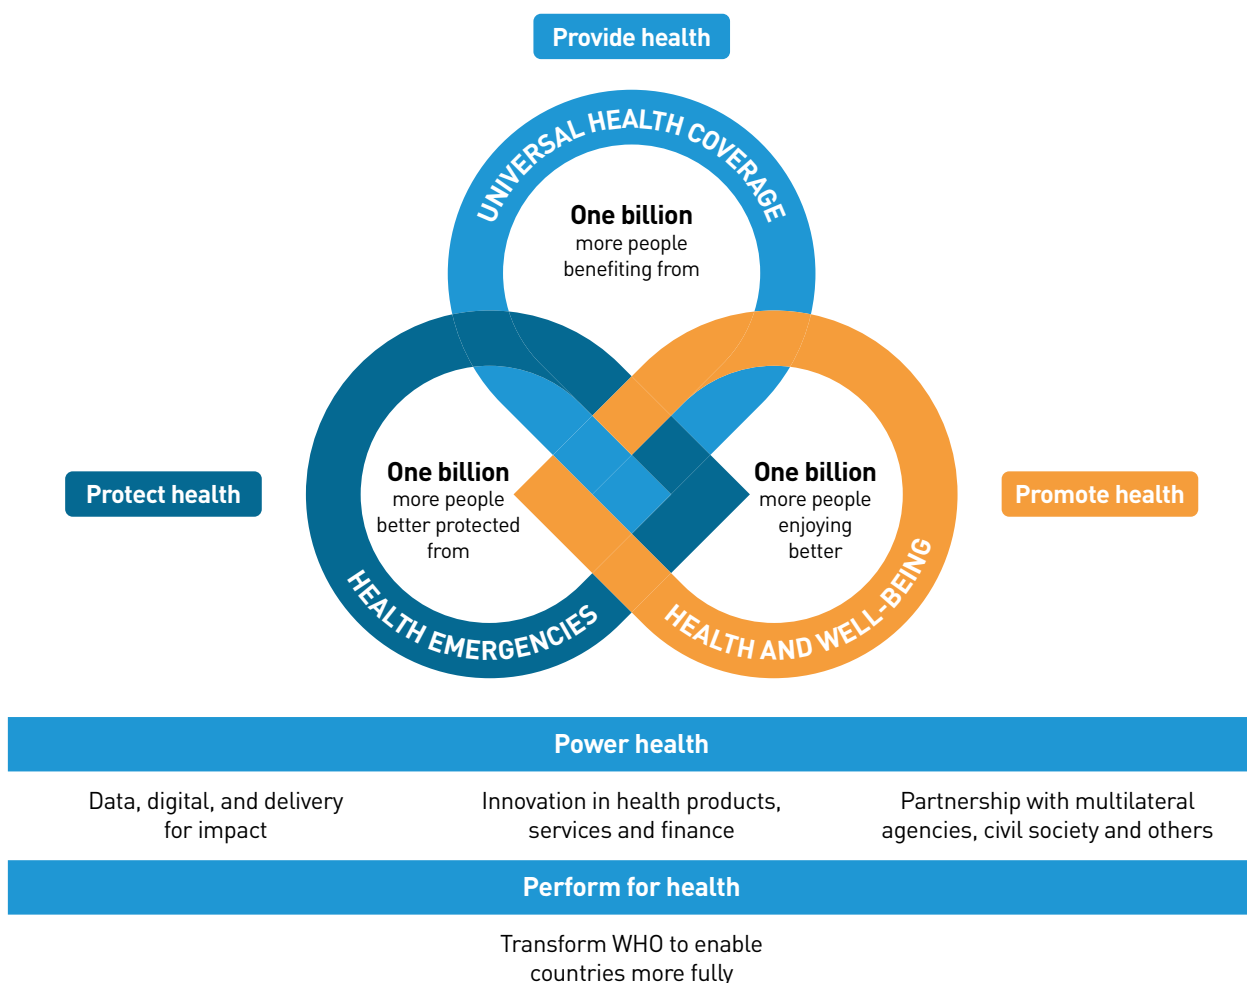 Provide health
UNIVERSAL HEALTH COVERAGE
One billion
more people
benefiting from
Protect health
One billion
more people
better protected
from
HEALTH EMERGENCIES
One billion
more people
enjoying
better
HEALTH AND WELL-BEING
Promote health
Power health
Data, digital, and delivery
for impact
Innovation in health products,
services and finance
Partnership with multilateral
agencies, civil society and others
Perform for health
Transform WHO to enable
countries more fully